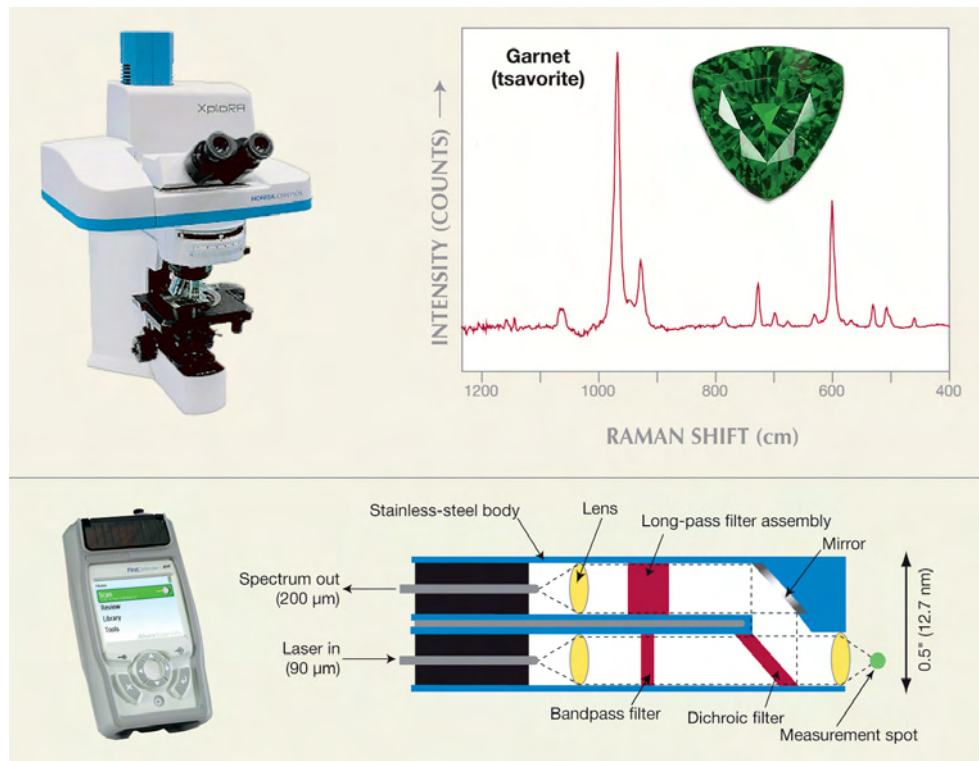 XploRA
HORIBA
Garnet
(tsavorite)
INTENSITY (COUNTS)
1200
1000
800
600
400
RAMAN SHIFT (cm)
FirstDefender
Home
Scan
Review
Library
Tools
Stainless-steel body
Lens
Long-pass filter assembly
Mirror
Spectrum out
(200 µm)
Laser in
(90 µm)
Bandpass filter
Dichroic filter
Measurement spot
0.5" (12.7 nm)